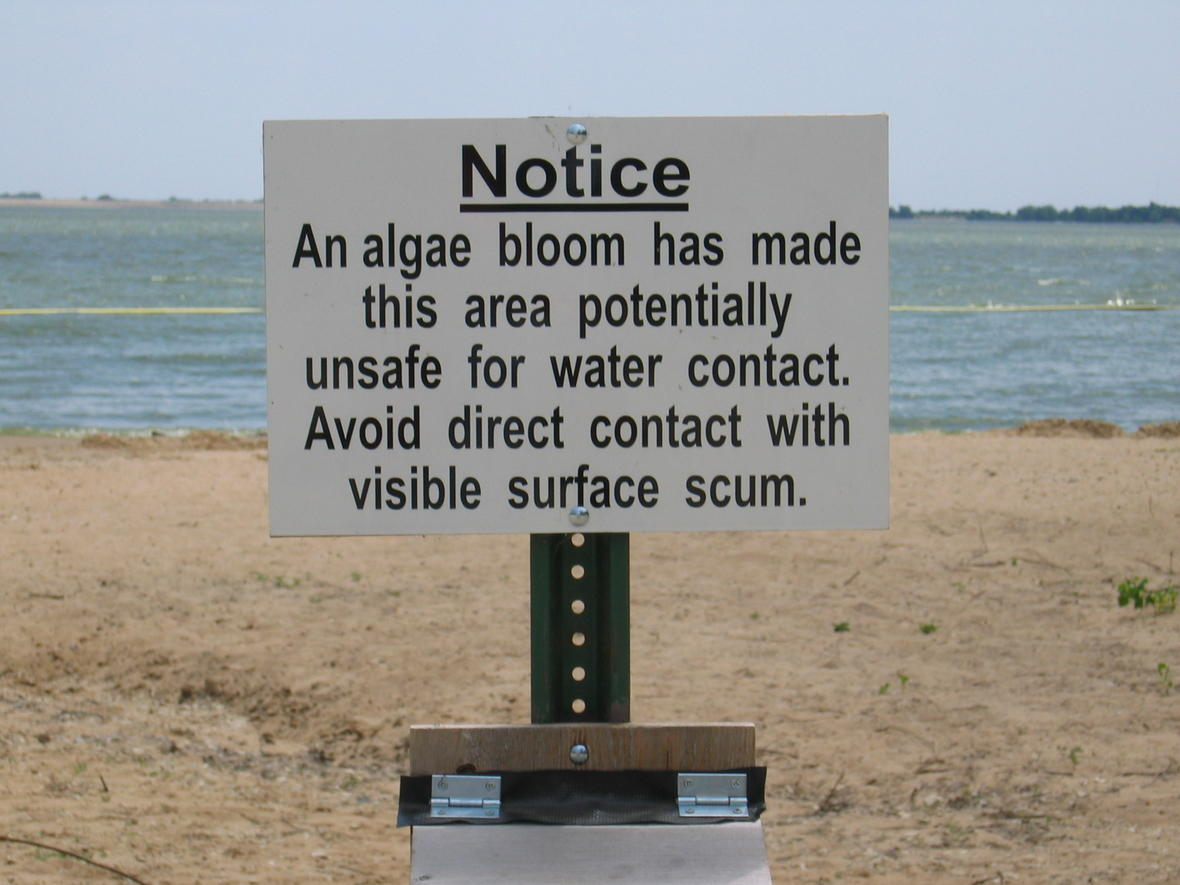 Notice
An algae bloom has made
this area potentially
unsafe for water contact.
Avoid direct contact with
visible surface scum.